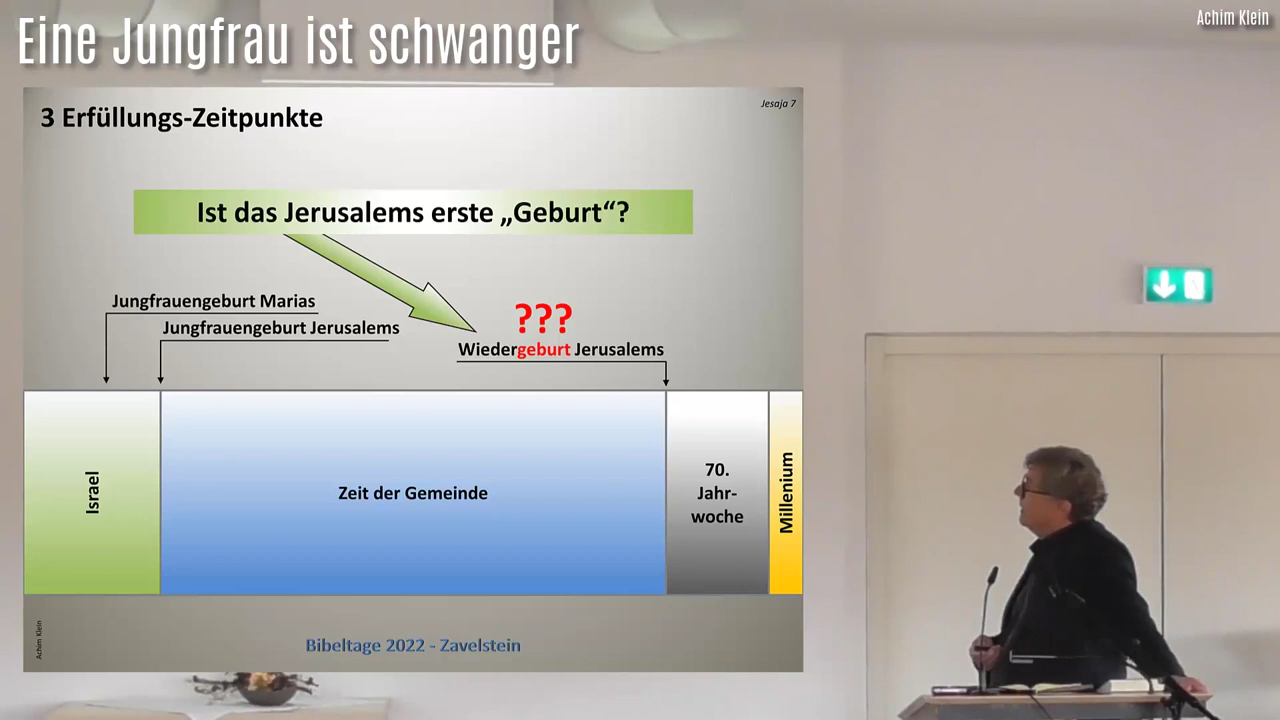 Eine Jungfrau ist schwanger
Achim Klein
3 Erfüllungs-Zeitpunkte
Jesaja 7
Ist das Jerusalems erste „Geburt“?
Jungfrauengeburt Marias
Jungfrauengeburt Jerusalems
???
Wiedergeburt Jerusalems
Israel
Zeit der Gemeinde
70.
Jahr-
woche
Millenium
Achim Klein
Bibeltage 2022 - Zavelstein